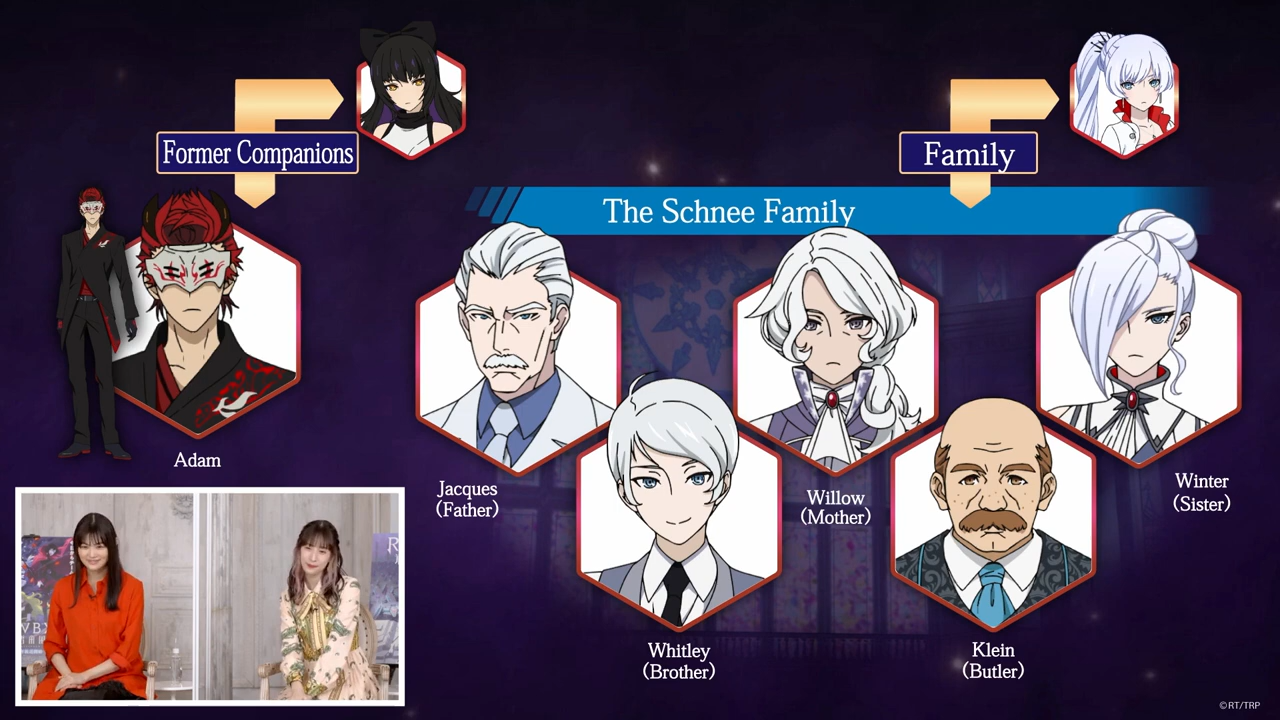 Former Companions
Family
The Schnee Family
Adam
Jacques
(Father)
Willow
(Mother)
Winter
(Sister)
Whitley
(Brother)
Klein
(Butler)
©RT/TRP